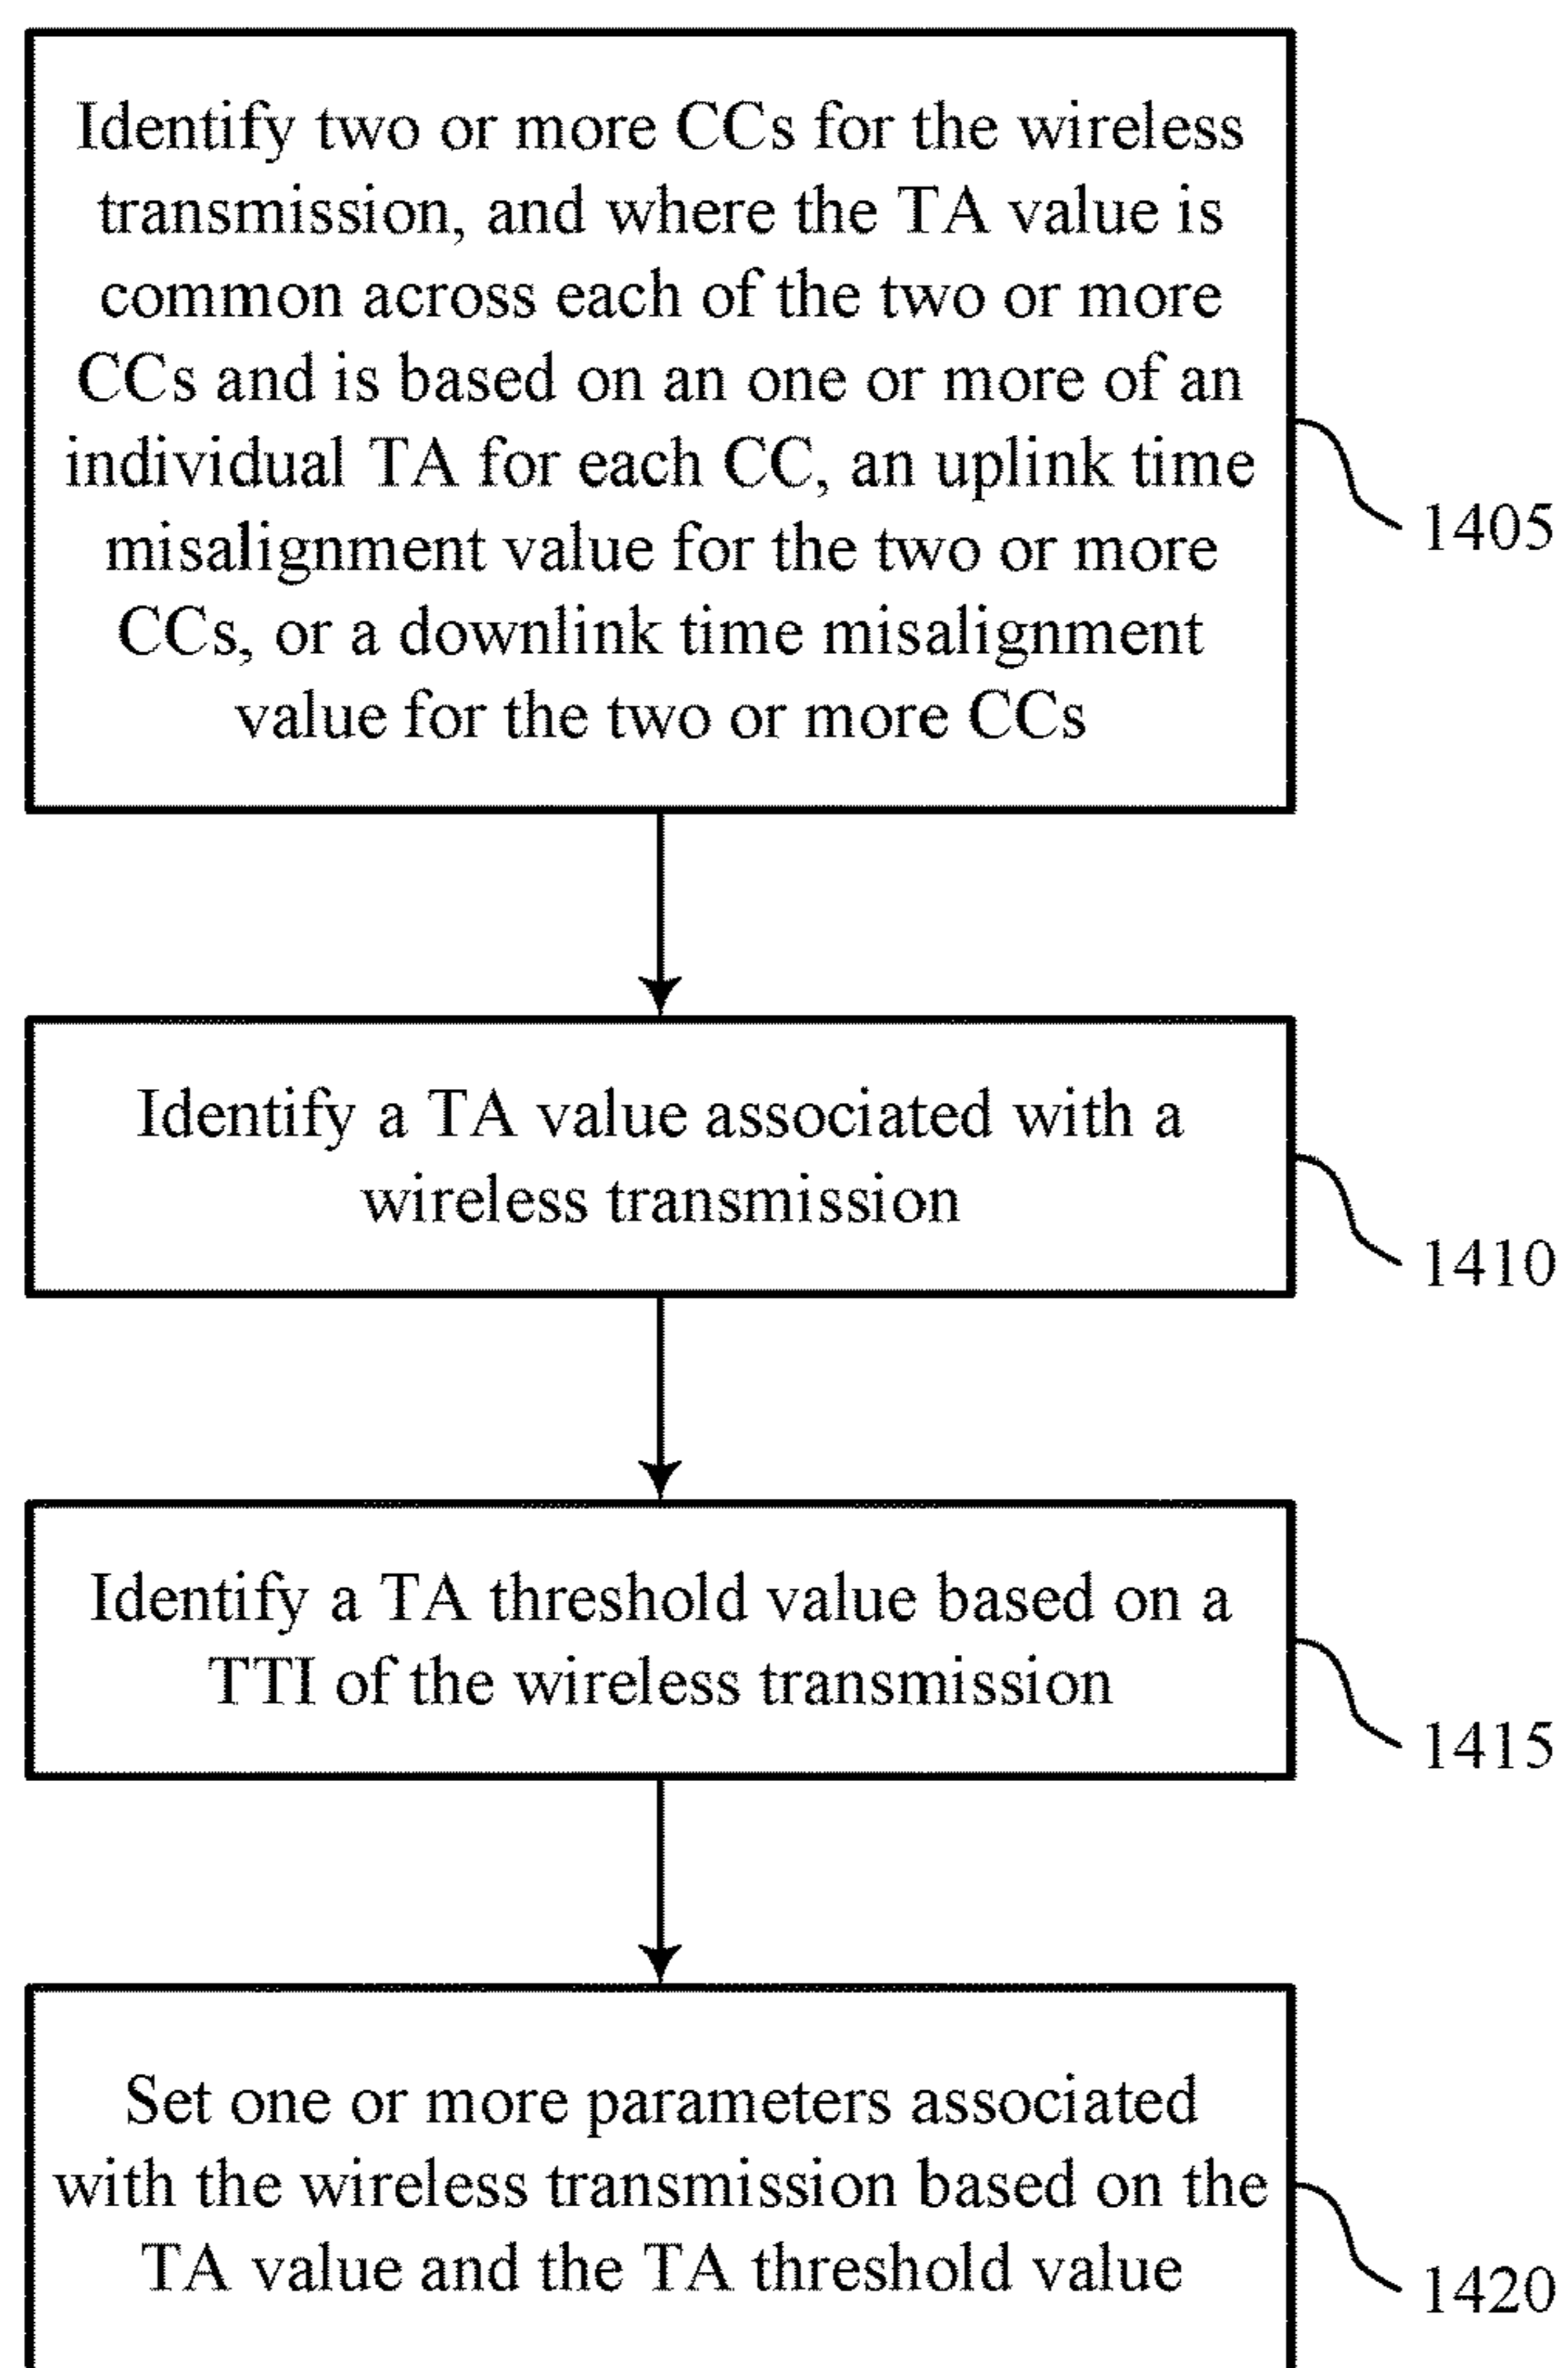 Identify two or more CCs for the wireless
transmission, and where the TA value is
common across each of the two or more
CCs and is based on an one or more of an
individual TA for each CC, an uplink time
misalignment value for the two or more
CCs, or a downlink time misalignment
value for the two or more CCs
1405
Identify a TA value associated with a
wireless transmission
1410
Identify a TA threshold value based on a
TTI of the wireless transmission
1415
Set one or more parameters associated
with the wireless transmission based on the
TA value and the TA threshold value
1420